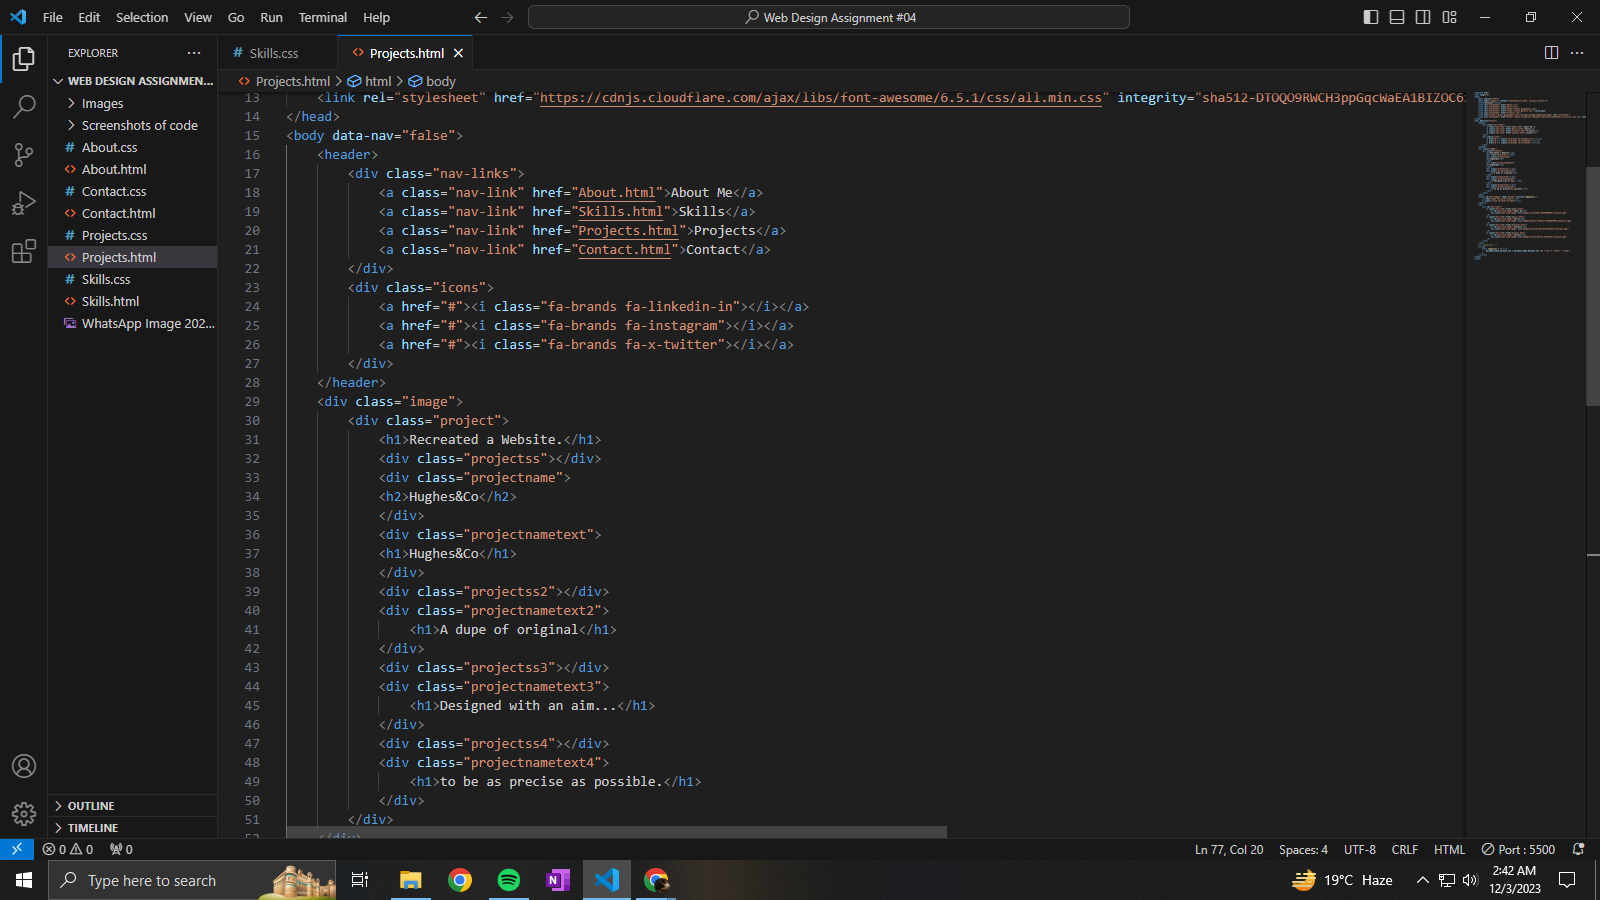 File Edit Selection View Go Run Terminal Help
Web Design Assignment #04
EXPLORER
WEB DESIGN ASSIGNMEN...
Images
Screenshots of code
About.css
About.html
Contact.css
Contact.html
Projects.css
Projects.html
Skills.css
Skills.html
WhatsApp Image 202...
OUTLINE
TIMELINE
Skills.css Projects.html
Projects.html > html > body
13 <link rel="stylesheet" href="https://cdnjs.cloudflare.com/ajax/libs/font-awesome/6.5.1/css/all.min.css" integrity="sha512-DTOQO9RWCH3ppGqcWaEA1BIZOC6
14 </head>
15 <body data-nav="false">
16 <header>
17 <div class="nav-links">
18 <a class="nav-link" href="About.html">About Me</a>
19 <a class="nav-link" href="Skills.html">Skills</a>
20 <a class="nav-link" href="Projects.html">Projects</a>
21 <a class="nav-link" href="Contact.html">Contact</a>
22 </div>
23 <div class="icons">
24 <a href="#"><i class="fa-brands fa-linkedin-in"></i></a>
25 <a href="#"><i class="fa-brands fa-instagram"></i></a>
26 <a href="#"><i class="fa-brands fa-x-twitter"></i></a>
27 </div>
28 </header>
29 <div class="image">
30 <div class="project">
31 <h1>Recreated a Website.</h1>
32 <div class="projectss"></div>
33 <div class="projectname">
34 <h2>Hughes&Co</h2>
35 </div>
36 <div class="projectnametext">
37 <h1>Hughes&Co</h1>
38 </div>
39 <div class="projectss2"></div>
40 <div class="projectnametext2">
41 <h1>A dupe of original</h1>
42 </div>
43 <div class="projectss3"></div>
44 <div class="projectnametext3">
45 <h1>Designed with an aim...</h1>
46 </div>
47 <div class="projectss4"></div>
48 <div class="projectnametext4">
49 <h1>to be as precise as possible.</h1>
50 </div>
51 </div>
52 </div>
0 0 0
Ln 77, Col 20 Spaces: 4 UTF-8 CRLF HTML Port : 5500
Type here to search
19°C Haze
2:42 AM
12/3/2023